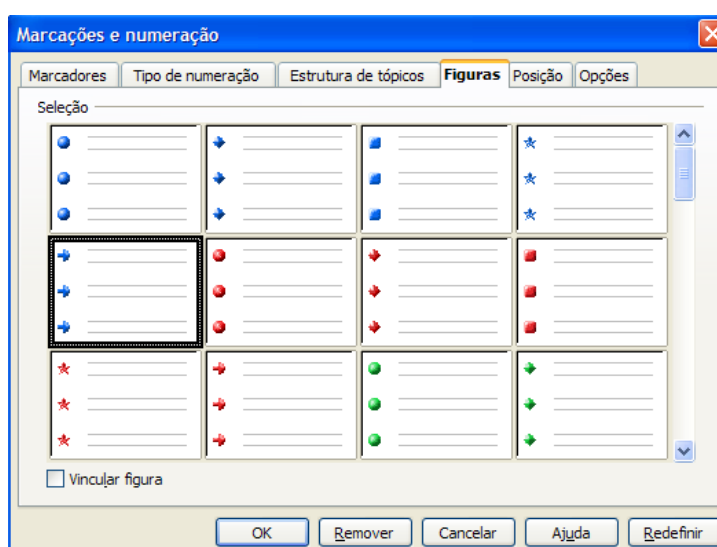 Marcações e numeração
Marcadores Tipo de numeração Estrutura de tópicos Figuras Posição Opções
Seleção
Vincular figura
OK Remover Cancelar Ajuda Redefinir